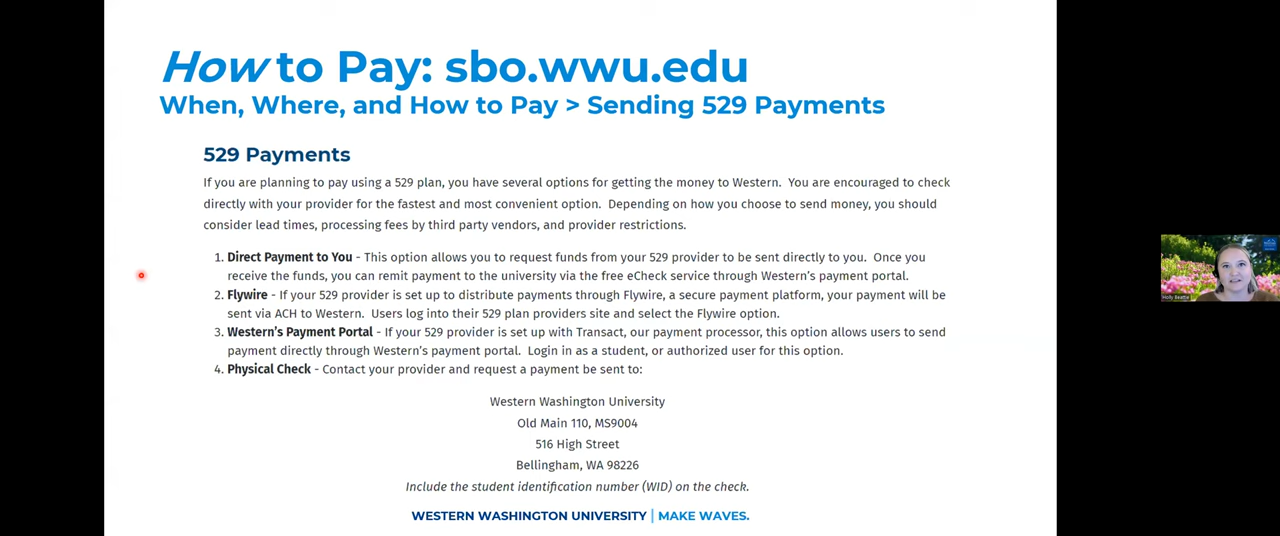 How to Pay: sbo.wwu.edu
When, Where, and How to Pay > Sending 529 Payments
529 Payments
If you are planning to pay using a 529 plan, you have several options for getting the money to Western. You are encouraged to check
directly with your provider for the fastest and most convenient option. Depending on how you choose to send money, you should
consider lead times, processing fees by third party vendors, and provider restrictions.
1. Direct Payment to You - This option allows you to request funds from your 529 provider to be sent directly to you. Once you
receive the funds, you can remit payment to the university via the free eCheck service through Western's payment portal.
2. Flywire - If your 529 provider is set up to distribute payments through Flywire, a secure payment platform, your payment will be
sent via ACH to Western. Users log into their 529 plan providers site and select the Flywire option.
3. Western's Payment Portal - If your 529 provider is set up with Transact, our payment processor, this option allows users to send
payment directly through Western's payment portal. Login in as a student, or authorized user for this option.
4. Physical Check - Contact your provider and request a payment be sent to:
Western Washington University
Old Main 110, MS9004
516 High Street
Bellingham, WA 98226
Include the student identification number (WID) on the check.
WESTERN WASHINGTON UNIVERSITY | MAKE WAVES.
Holly